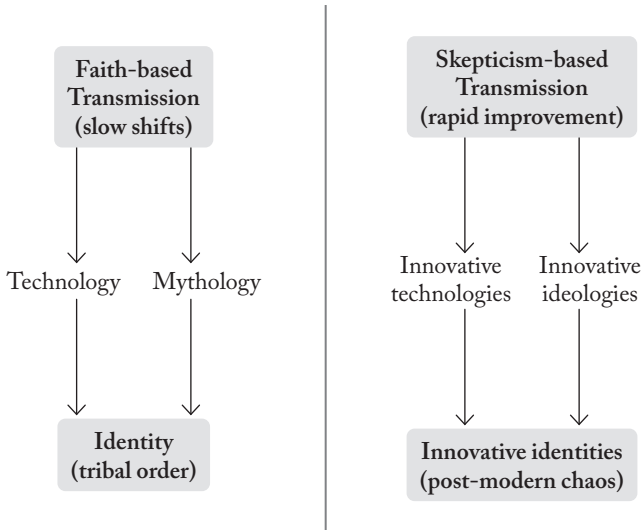 Faith-based
Transmission
(slow shifts)
Technology
Mythology
Identity
(tribal order)
Skepticism-based
Transmission
(rapid improvement)
Innovative
technologies
Innovative
ideologies
Innovative identities
(post-modern chaos)